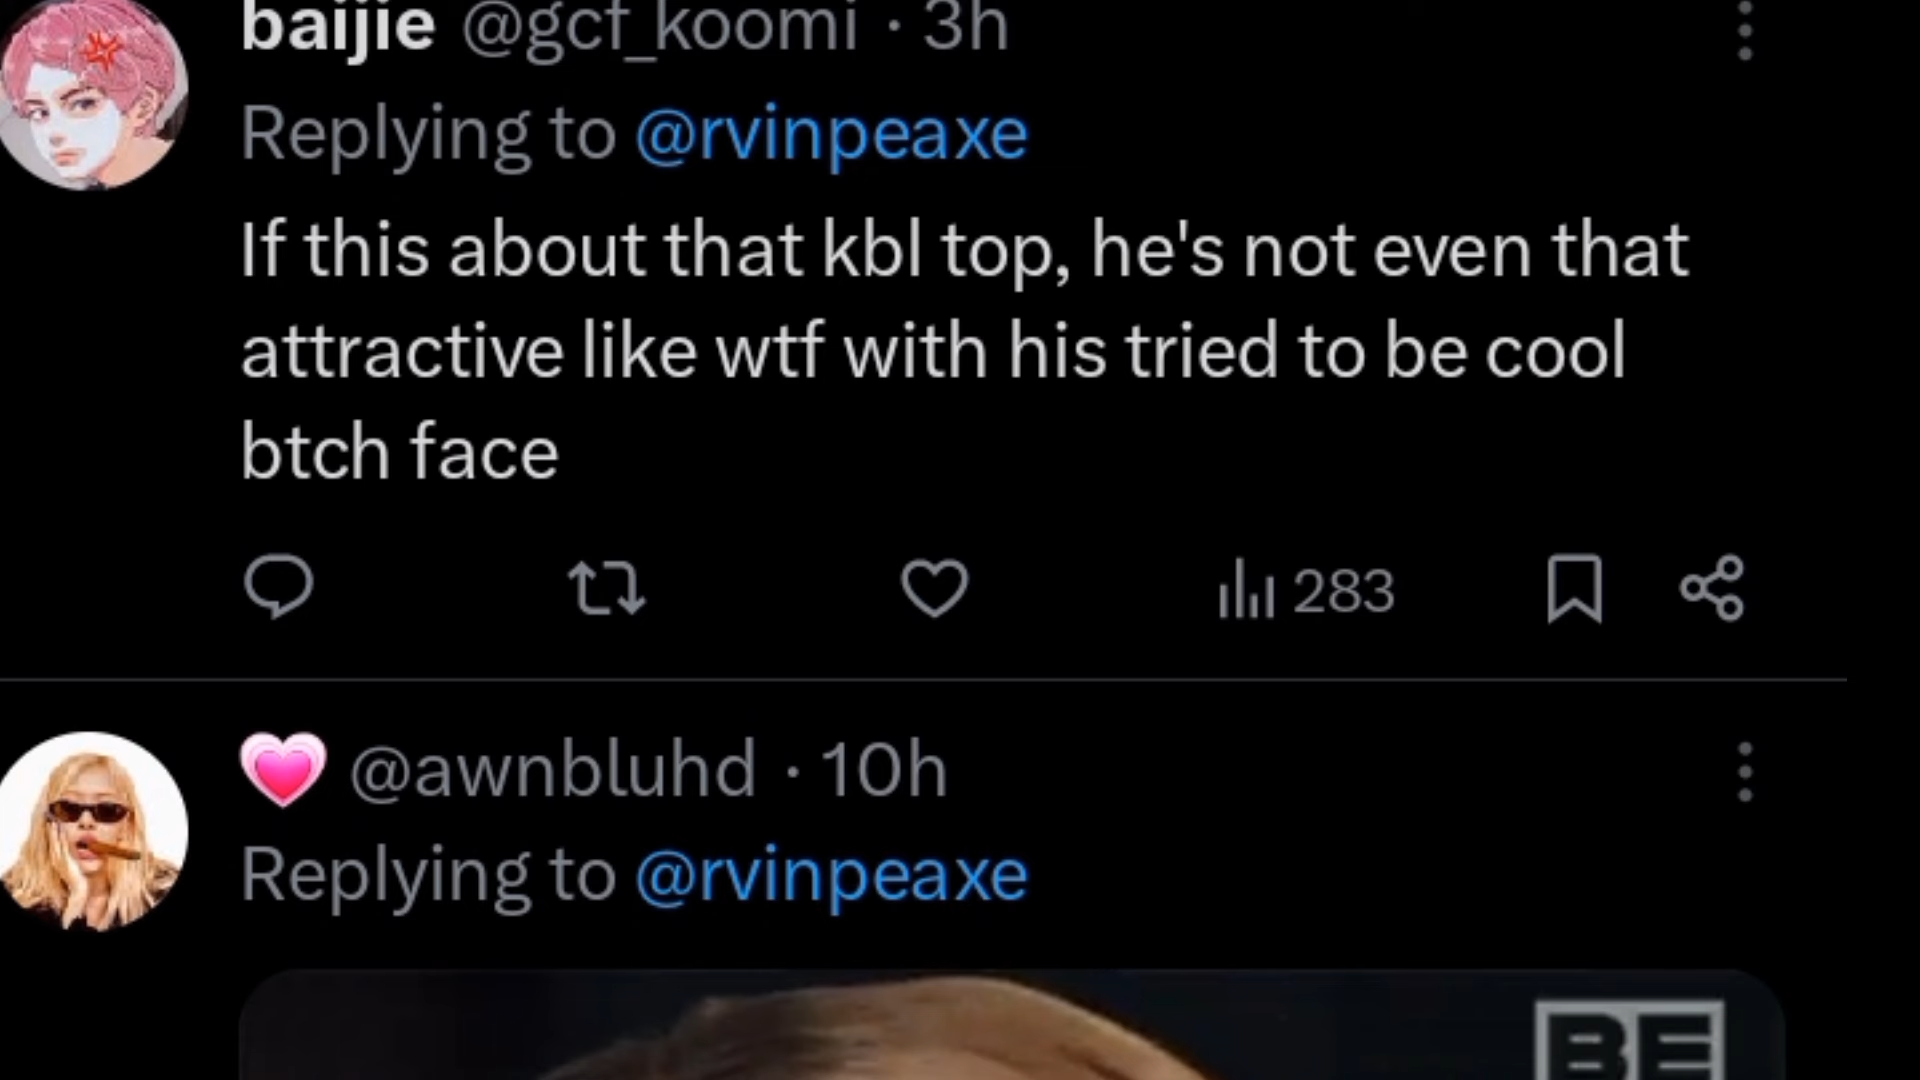 baijie @gcf_koomi · 3h
Replying to @rvinpeaxe
If this about that kbl top, he's not even that
attractive like wtf with his tried to be cool
btch face
283
@awnbluhd · 10h
Replying to @rvinpeaxe
BE